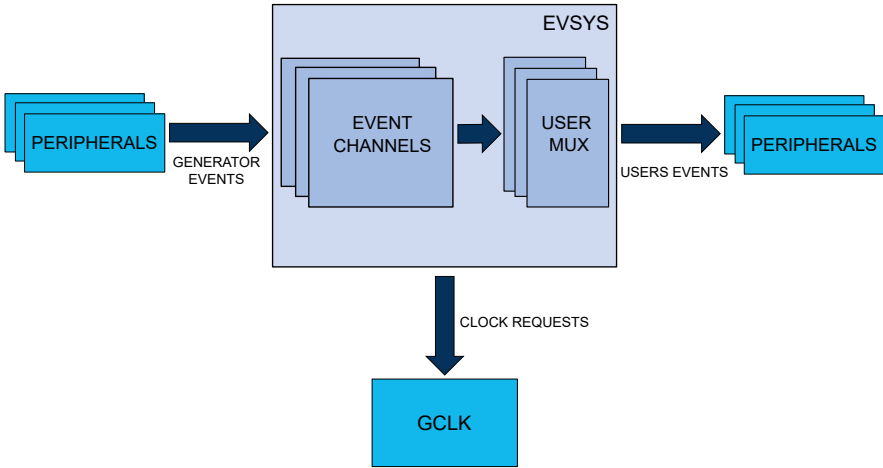 EVSYS
PERIPHERALS
GENERATOR
EVENTS
EVENT
CHANNELS
USER
MUX
USERS EVENTS
PERIPHERALS
CLOCK REQUESTS
GCLK